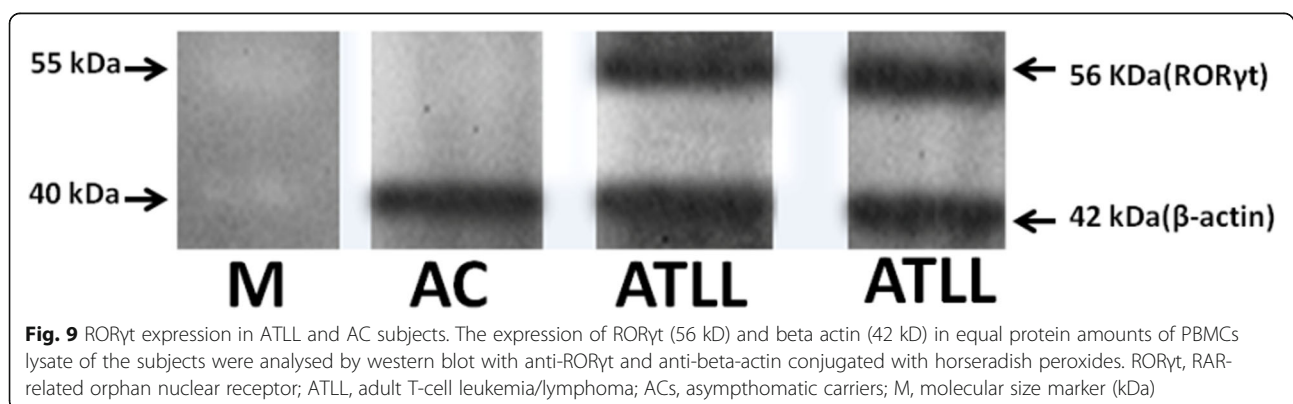 55 kDa→ ← 56 KDa(RORγt)
40 kDa→ ← 42 kDa(β-actin)
M AC ATLL ATLL
Fig. 9 RORγt expression in ATLL and AC subjects. The expression of RORγt (56 kD) and beta actin (42 kD) in equal protein amounts of PBMCs
lysate of the subjects were analysed by western blot with anti-RORγt and anti-beta-actin conjugated with horseradish peroxides. RORγt, RAR-
related orphan nuclear receptor; ATLL, adult T-cell leukemia/lymphoma; ACs, asympthomatic carriers; M, molecular size marker (kDa)